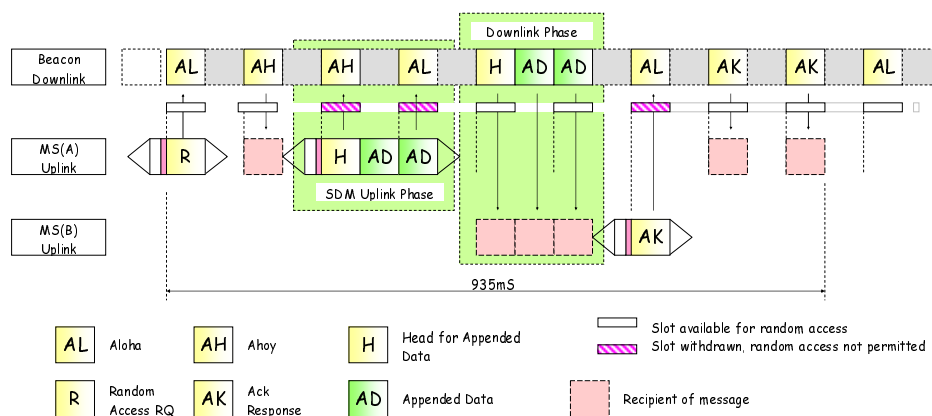 Downlink Phase
Beacon
Downlink
AL AH AH AL H AD AD AL AK AK AL
MS(A)
Uplink
R H AD AD
SDM Uplink Phase
MS(B)
Uplink
AK
935mS
AL Aloha AH Ahoy H Head for Appended
Data
Slot available for random access
Slot withdrawn, random access not permitted
R Random
Access RQ
AK Ack
Response
AD Appended Data
Recipient of message